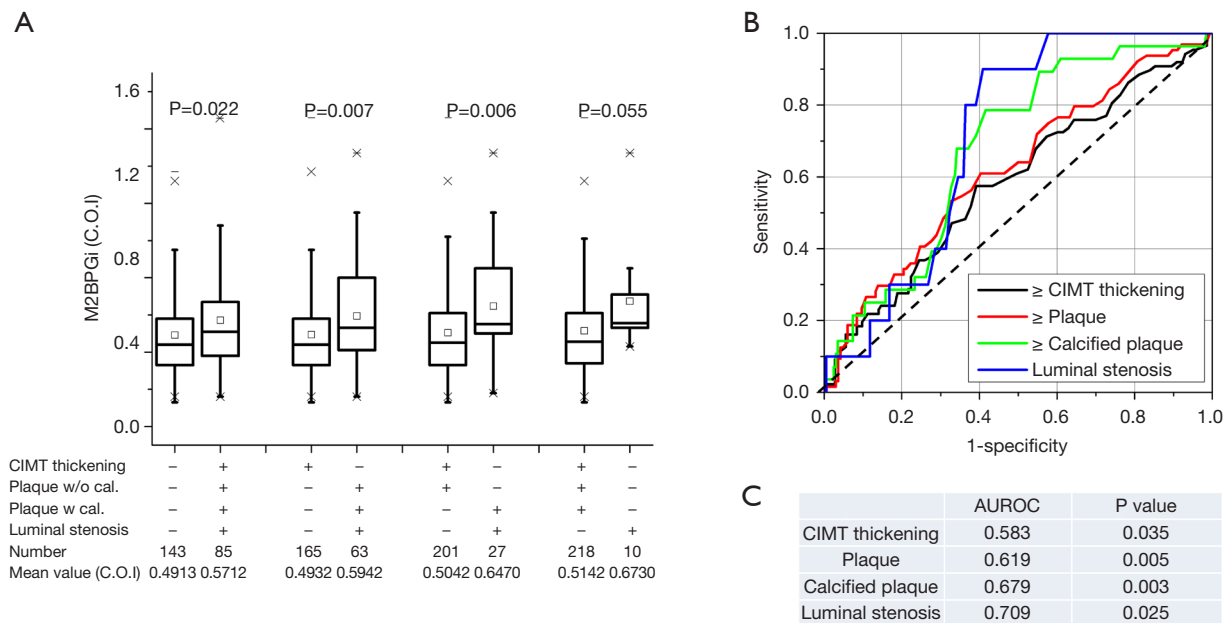 A
1.6
1.2
0.8
0.4
0.0
M2BPGi (C.O.I)
P=0.022 P=0.007 P=0.006 P=0.055
CIMT thickening – + + – + – + –
Plaque w/o cal. – + – + + – + –
Plaque w cal. – + – + – + + –
Luminal stenosis – + – + – + – +
Number 143 85 165 63 201 27 218 10
Mean value (C.O.I) 0.4913 0.5712 0.4932 0.5942 0.5042 0.6470 0.5142 0.6730
B
1.0
0.8
0.6
0.4
0.2
0.0
Sensitivity
0.0 0.2 0.4 0.6 0.8 1.0
1-specificity
≥ CIMT thickening
≥ Plaque
≥ Calcified plaque
Luminal stenosis
C
AUROC P value
CIMT thickening 0.583 0.035
Plaque 0.619 0.005
Calcified plaque 0.679 0.003
Luminal stenosis 0.709 0.025